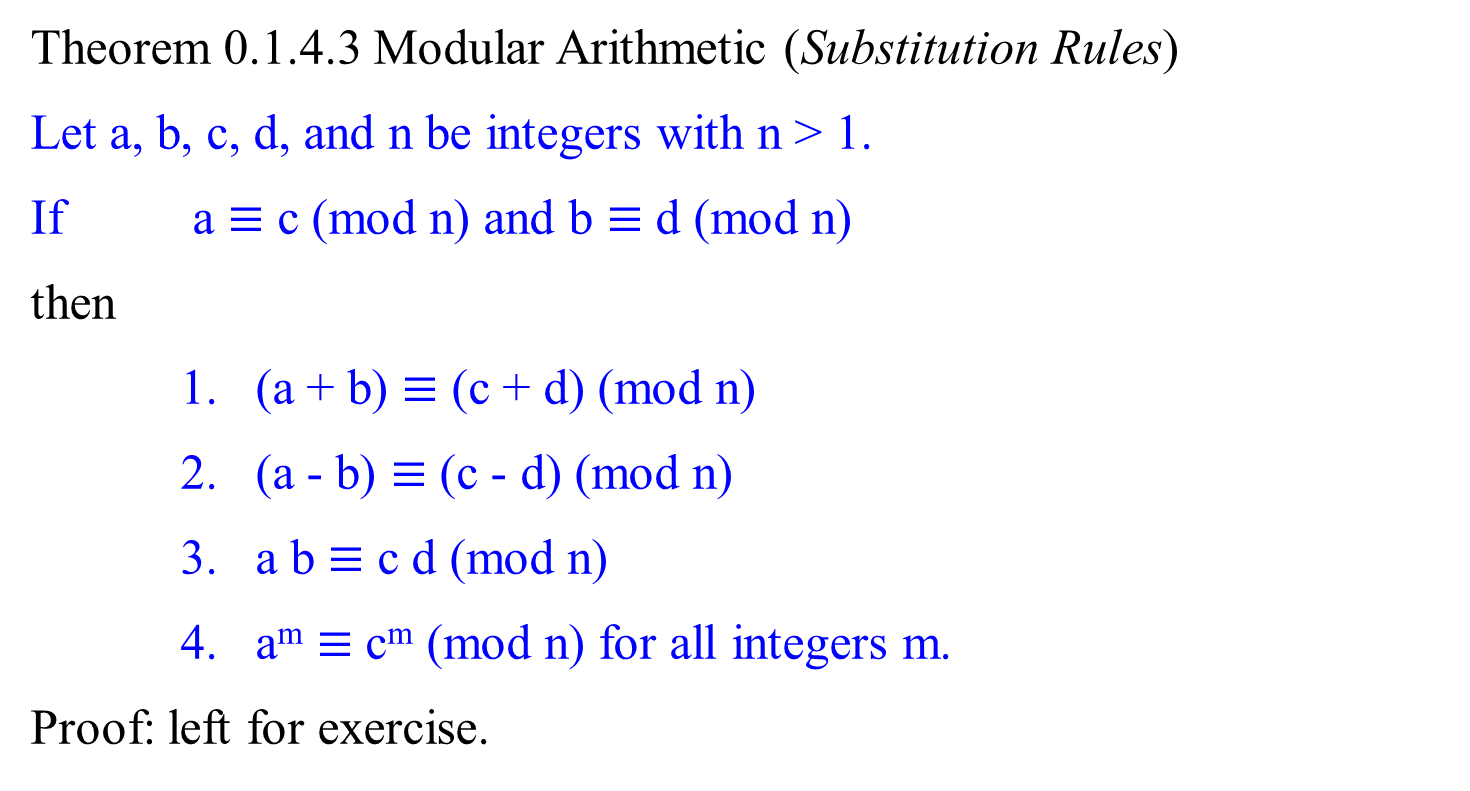 Theorem 0.1.4.3 Modular Arithmetic (Substitution Rules)
Let a, b, c, d, and n be integers with n > 1.
If a ≡ c (mod n) and b ≡ d (mod n)
then
1. (a + b) ≡ (c + d) (mod n)
2. (a - b) ≡ (c - d) (mod n)
3. a b ≡ c d (mod n)
4. aᵐ ≡ cᵐ (mod n) for all integers m.
Proof: left for exercise.